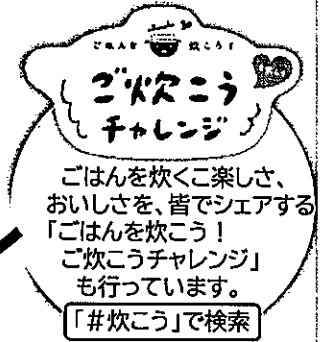 ごはんを 炊こう!
ご炊こう
チャレンジ
ごはんを炊くこ楽しさ、
おいしさを、皆でシェアする
「ごはんを炊こう!
ご炊こうチャレンジ」
も行っています。
「#炊こう」で検索